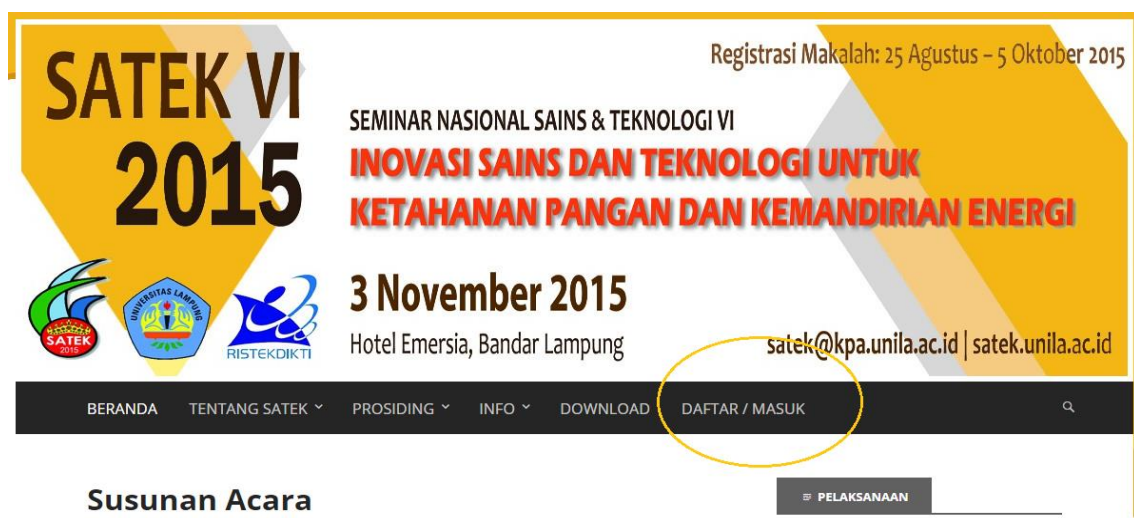 SATEK VI
2015
Registrasi Makalah: 25 Agustus – 5 Oktober 2015
SEMINAR NASIONAL SAINS & TEKNOLOGI VI
INOVASI SAINS DAN TEKNOLOGI UNTUK
KETAHANAN PANGAN DAN KEMANDIRIAN ENERGI
3 November 2015
Hotel Emersia, Bandar Lampung
satek@kpa.unila.ac.id | satek.unila.ac.id
SATEK
2015
UNIVERSITAS LAMPUNG
RISTEKDIKTI
BERANDA TENTANG SATEK PROSIDING INFO DOWNLOAD DAFTAR / MASUK
Susunan Acara
PELAKSANAAN